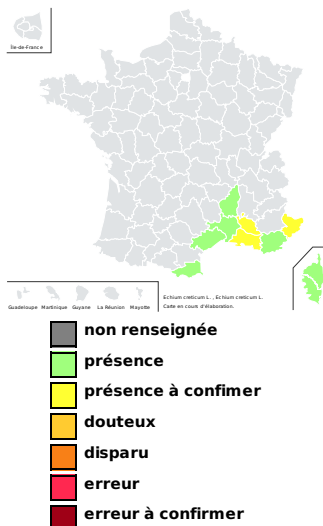 Île-de-France
Guadeloupe Martinique Guyane La Réunion Mayotte
Echium creticum L. , Echium creticum L.
Carte en cours d'élaboration.
non renseignée
présence
présence à confimer
douteux
disparu
erreur
erreur à confirmer